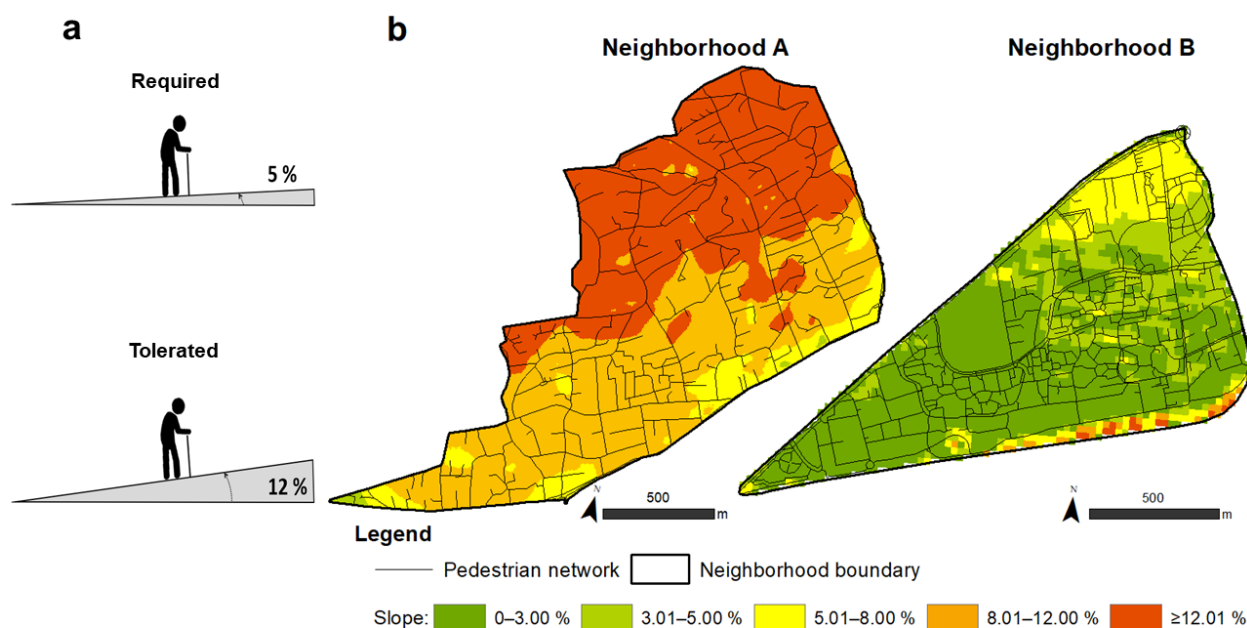 a
b
Neighborhood A
Neighborhood B
Required
5 %
Tolerated
12 %
N
500
m
N
500
m
Legend
Pedestrian network
Neighborhood boundary
Slope:
0–3.00 %
3.01–5.00 %
5.01–8.00 %
8.01–12.00 %
≥12.01 %